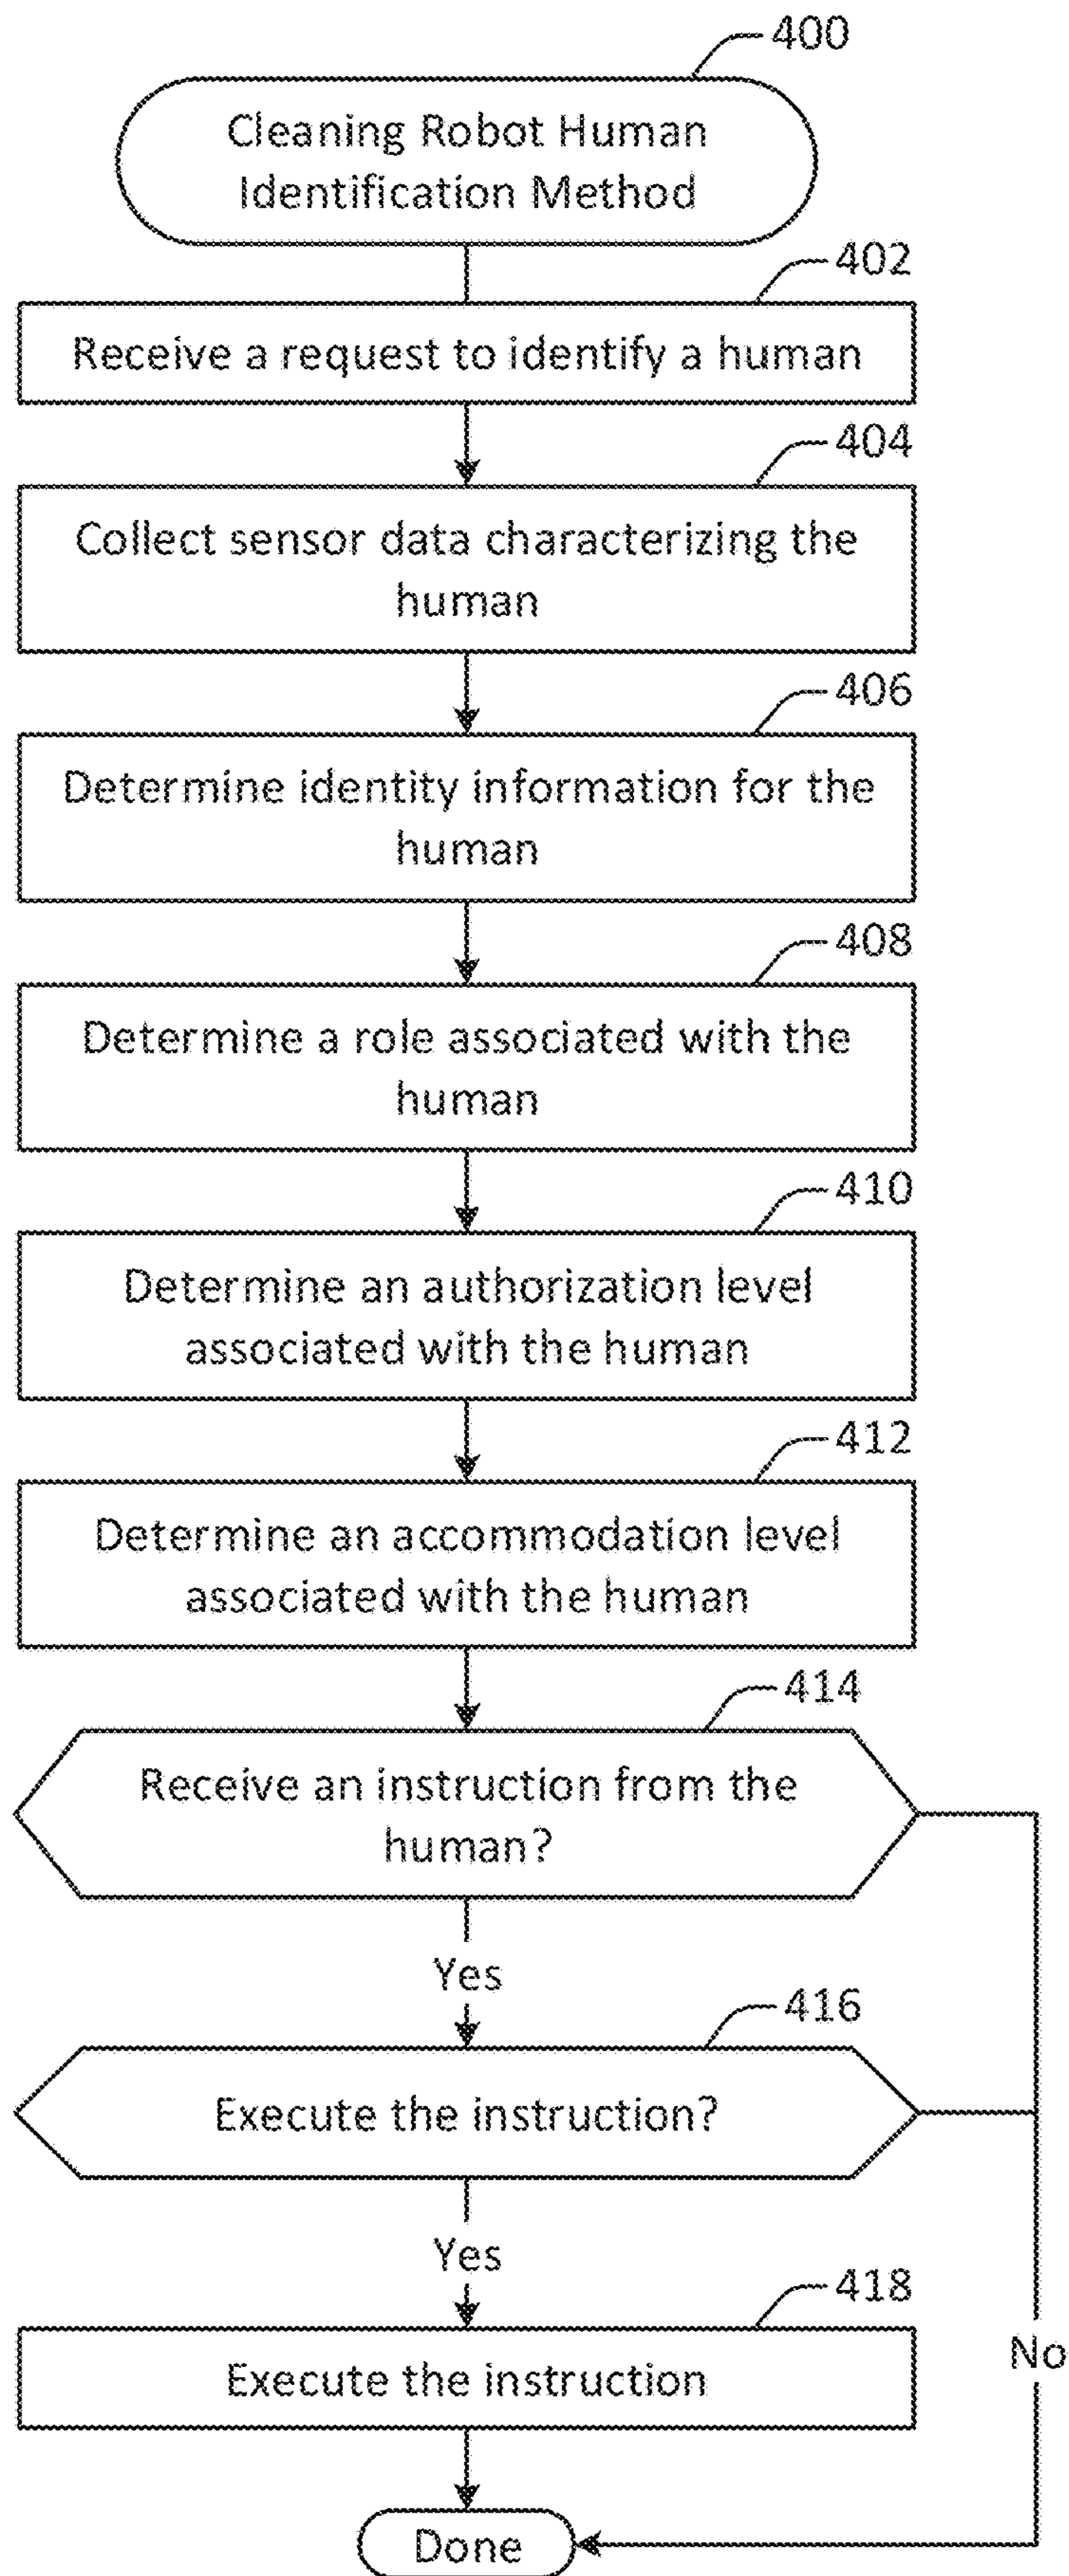 400
Cleaning Robot Human
Identification Method
402
Receive a request to identify a human
404
Collect sensor data characterizing the
human
406
Determine identity information for the
human
408
Determine a role associated with the
human
410
Determine an authorization level
associated with the human
412
Determine an accommodation level
associated with the human
414
Receive an instruction from the
human?
Yes
416
Execute the instruction?
Yes
418
Execute the instruction
No
Done